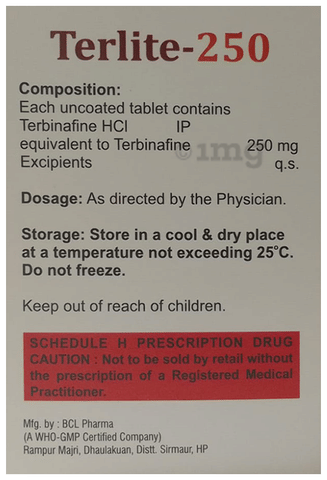 Terlite-250
Composition:
Each uncoated tablet contains
Terbinafine HCl IP
equivalent to Terbinafine 250 mg
Excipients q.s.
1mg
Dosage: As directed by the Physician.
Storage: Store in a cool & dry place
at a temperature not exceeding 25°C.
Do not freeze.
Keep out of reach of children.
SCHEDULE H PRESCRIPTION DRUG
CAUTION : Not to be sold by retail without
the prescription of a Registered Medical
Practitioner.
Mfg. by : BCL Pharma
(A WHO-GMP Certified Company)
Rampur Majri, Dhaulakuan, Distt. Sirmaur, HP